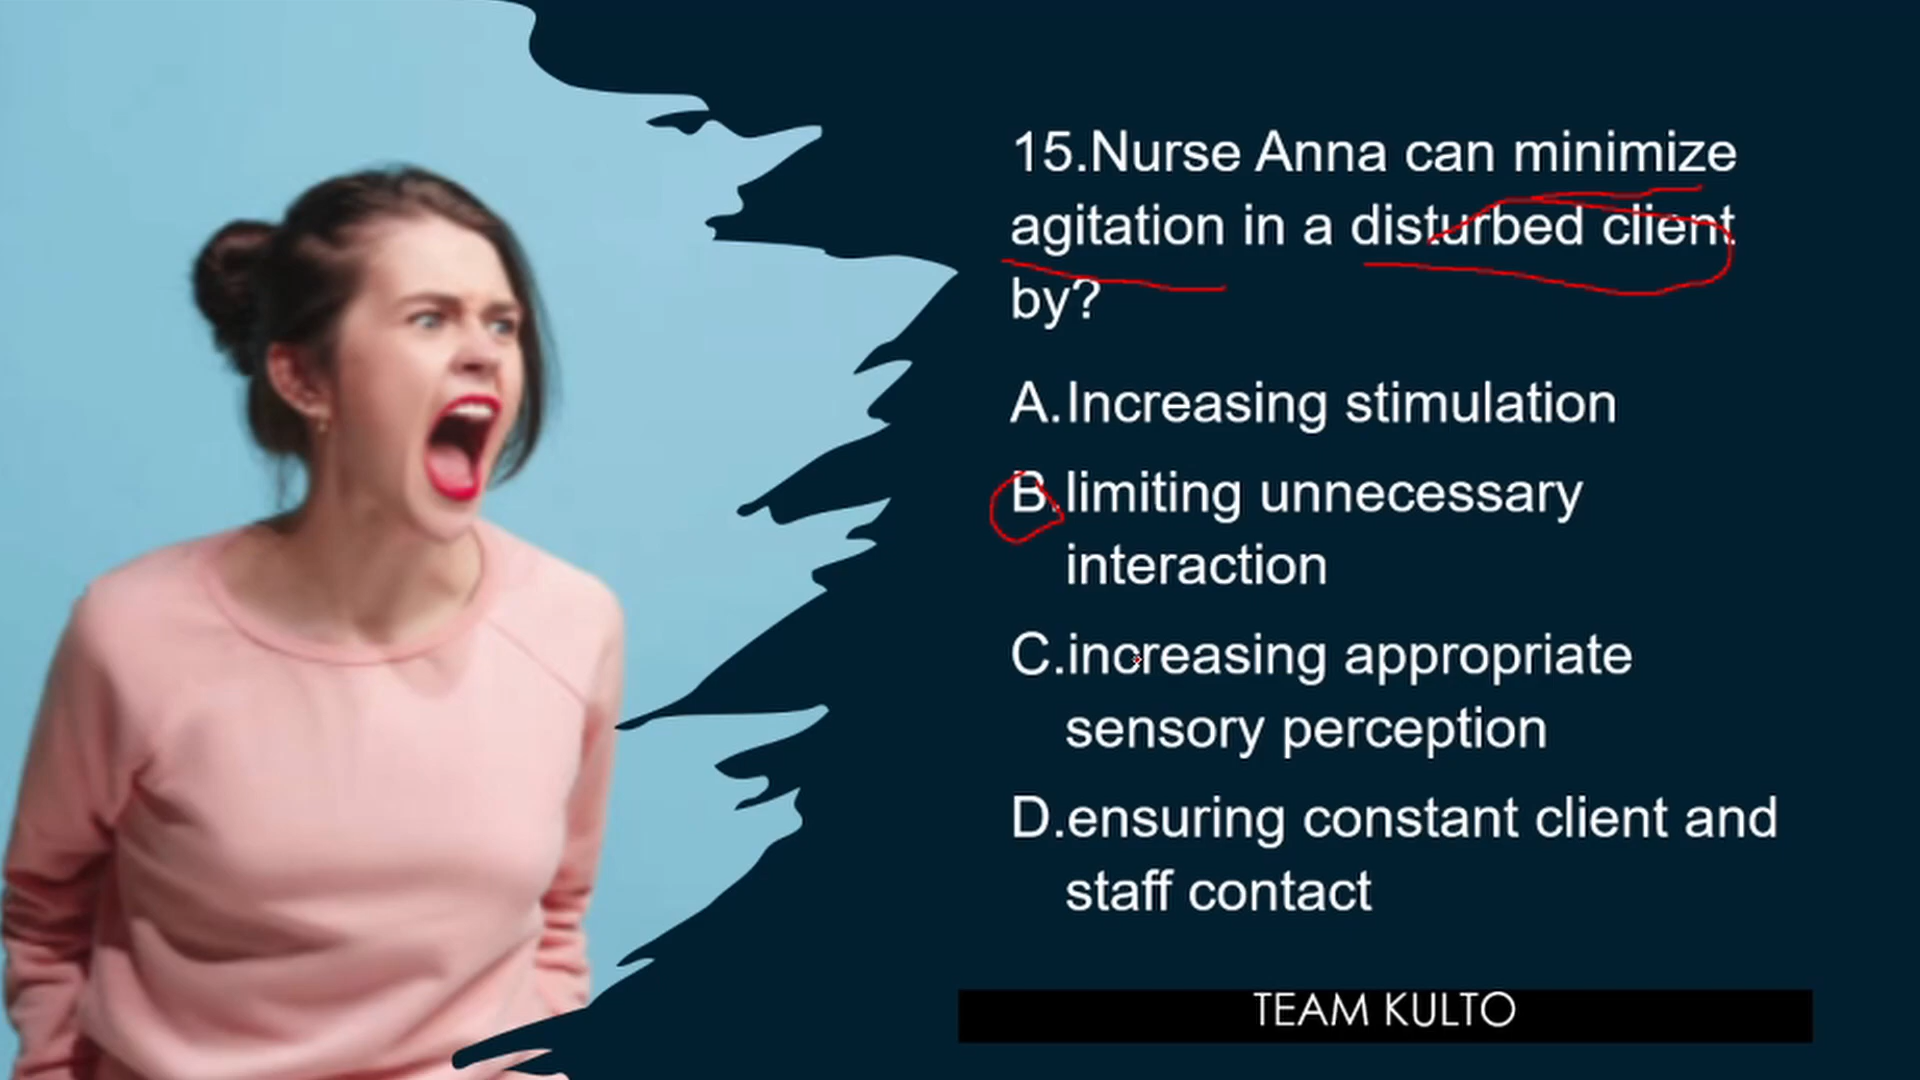 15.Nurse Anna can minimize
agitation in a disturbed client
by?
A.Increasing stimulation
B.limiting unnecessary
interaction
C.increasing appropriate
sensory perception
D.ensuring constant client and
staff contact
TEAM KULTO